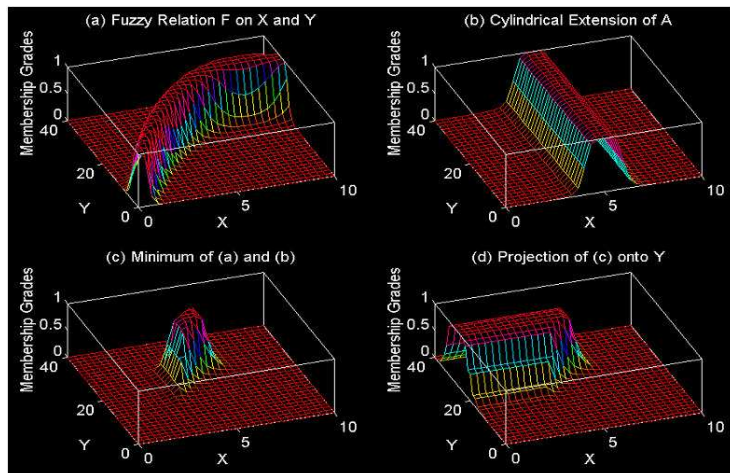 (a) Fuzzy Relation F on X and Y
Membership Grades
1
0.5
0
40
20
0
Y
0
5
10
X
(b) Cylindrical Extension of A
Membership Grades
1
0.5
0
40
20
0
Y
0
5
10
X
(c) Minimum of (a) and (b)
Membership Grades
1
0.5
0
40
20
0
Y
0
5
10
X
(d) Projection of (c) onto Y
Membership Grades
1
0.5
0
40
20
0
Y
0
5
10
X